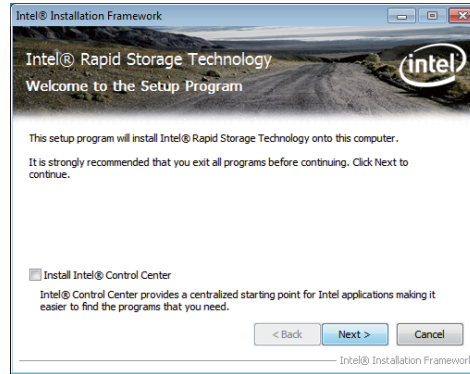 Intel® Installation Framework
Intel® Rapid Storage Technology
Welcome to the Setup Program
intel
This setup program will install Intel® Rapid Storage Technology onto this computer.
It is strongly recommended that you exit all programs before continuing. Click Next to
continue.
Install Intel® Control Center
Intel® Control Center provides a centralized starting point for Intel applications making it
easier to find the programs that you need.
< Back Next > Cancel
Intel® Installation Framework